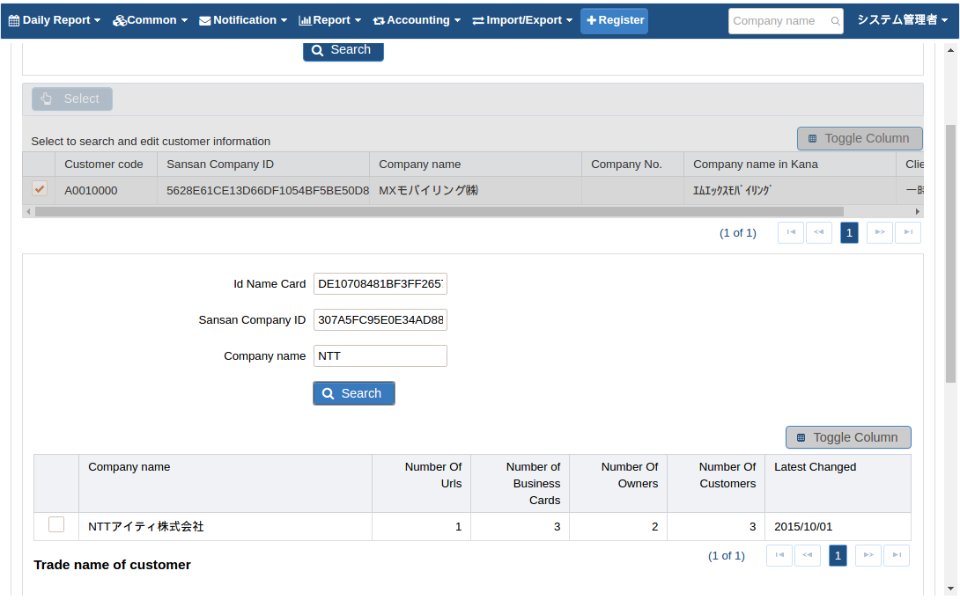 Daily Report Common Notification Report Accounting Import/Export Register Company name システム管理者
Search
Select
Select to search and edit customer information
Toggle Column
Customer code Sansan Company ID Company name Company No. Company name in Kana Clie
A0010000 5628E61CE13D66DF1054BF5BE50D8 MXモバイリング㈱ ｴﾑｴｯｸｽﾓﾊﾞｲﾘﾝｸﾞ 一時
(1 of 1) 1
Id Name Card DE10708481BF3FF265
Sansan Company ID 307A5FC95E0E34AD88
Company name NTT
Search
Toggle Column
Company name Number Of Urls Number of Business Cards Number Of Owners Number Of Customers Latest Changed
NTTアイティ株式会社 1 3 2 3 2015/10/01
(1 of 1) 1
Trade name of customer